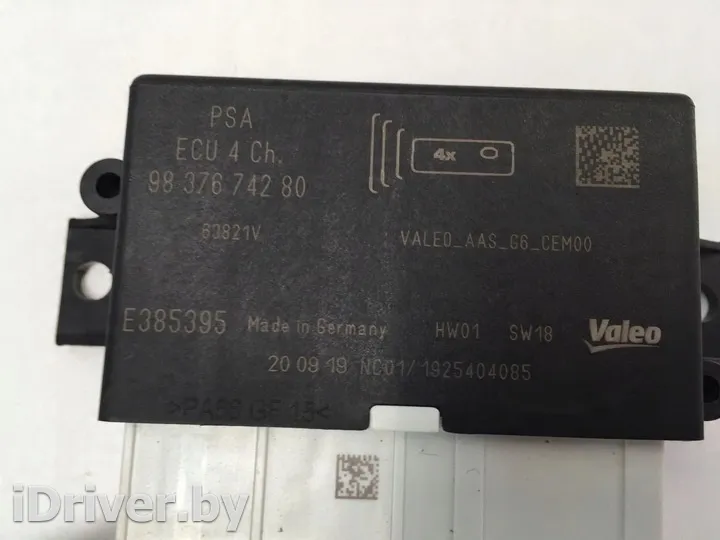 PSA
ECU 4 Ch.
98 376 742 80
4x
63821V
VALEO_AAS_G6_CEM00
E385395 Made in Germany HW01 SW18 Valeo
20 09 19 NC01/1925404085
>PA66 GF 15<
iDriver.by